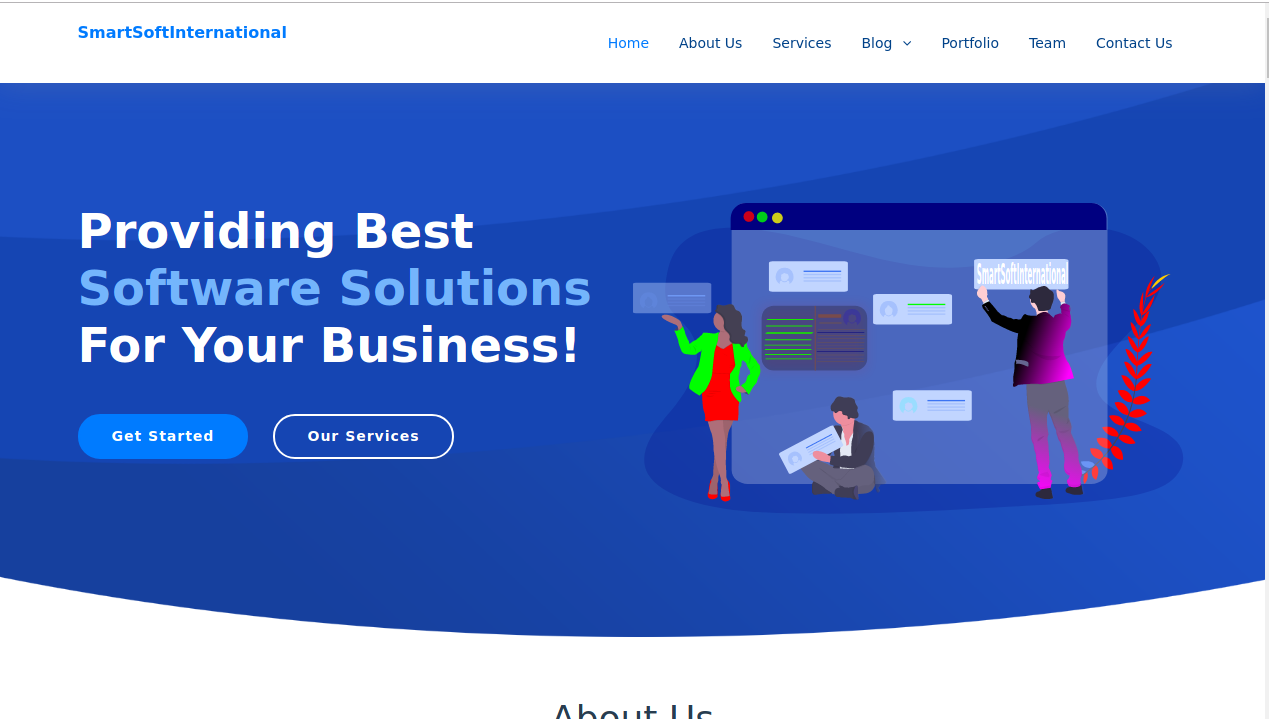 SmartSoftInternational
Home About Us Services Blog Portfolio Team Contact Us
Providing Best
Software Solutions
For Your Business!
Get Started Our Services
SmartSoftInternational
About Us